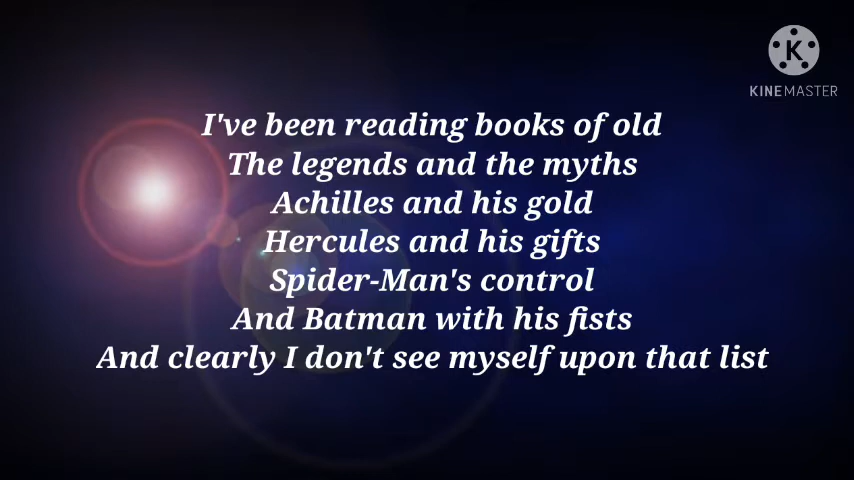 KINEMASTER
I've been reading books of old
The legends and the myths
Achilles and his gold
Hercules and his gifts
Spider-Man's control
And Batman with his fists
And clearly I don't see myself upon that list